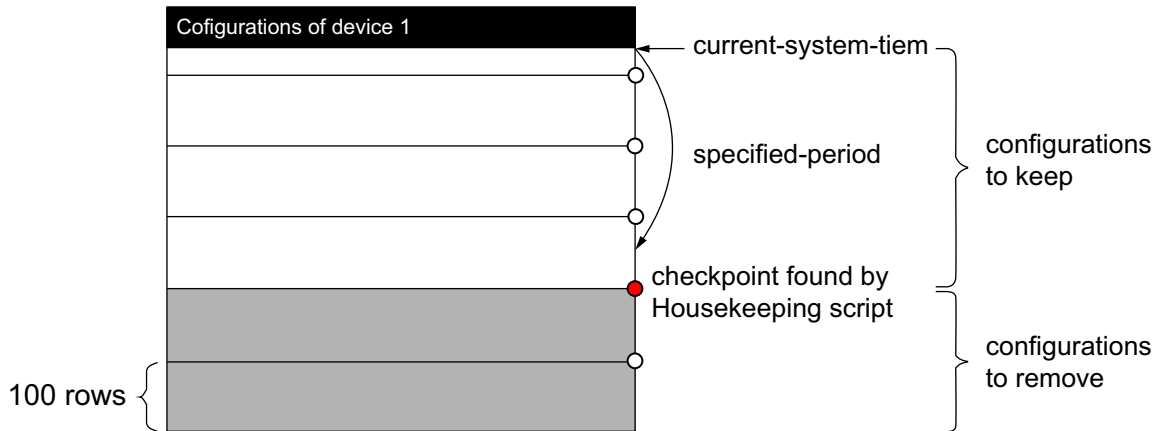 Cofigurations of device 1
current-system-tiem
specified-period
configurations
to keep
checkpoint found by
Housekeeping script
configurations
to remove
100 rows